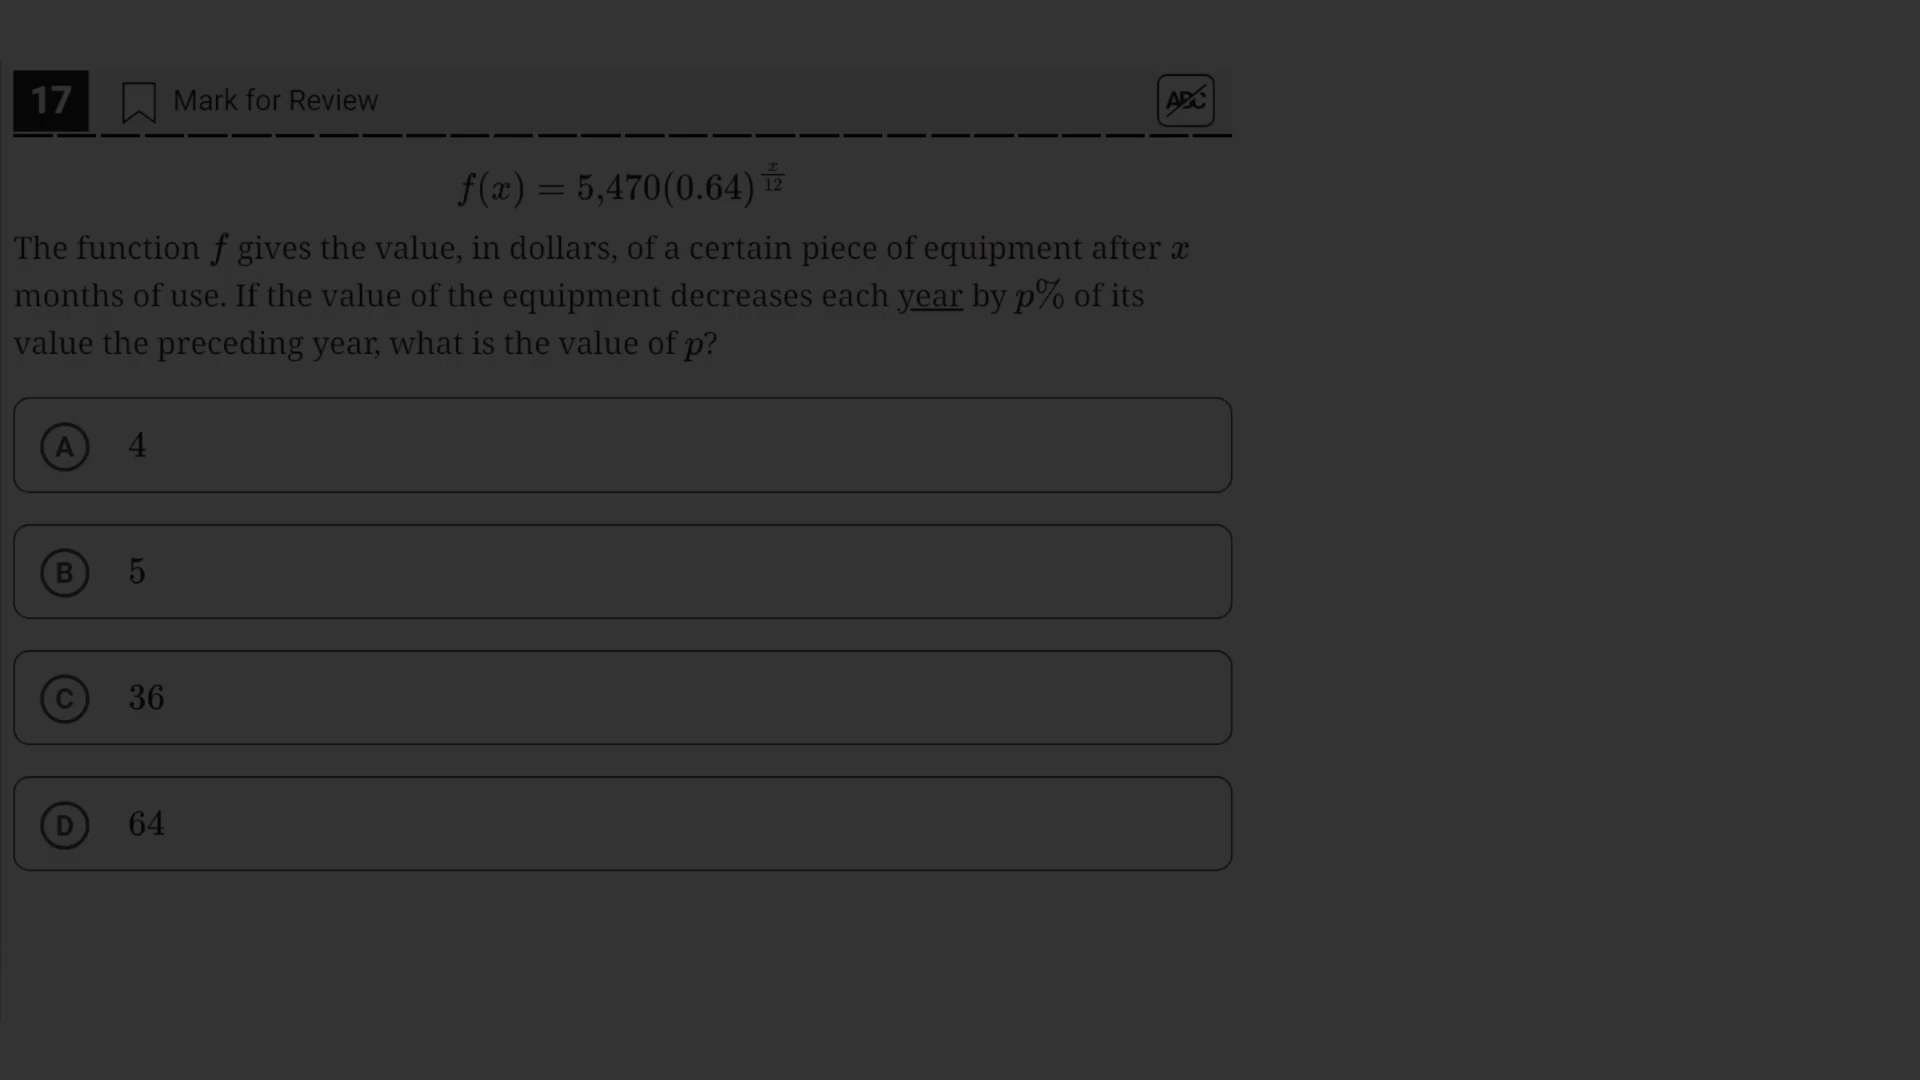 17 Mark for Review ABC
f(x) = 5,470(0.64)^(x/12)
The function f gives the value, in dollars, of a certain piece of equipment after x
months of use. If the value of the equipment decreases each year by p% of its
value the preceding year, what is the value of p?
A 4
B 5
C 36
D 64